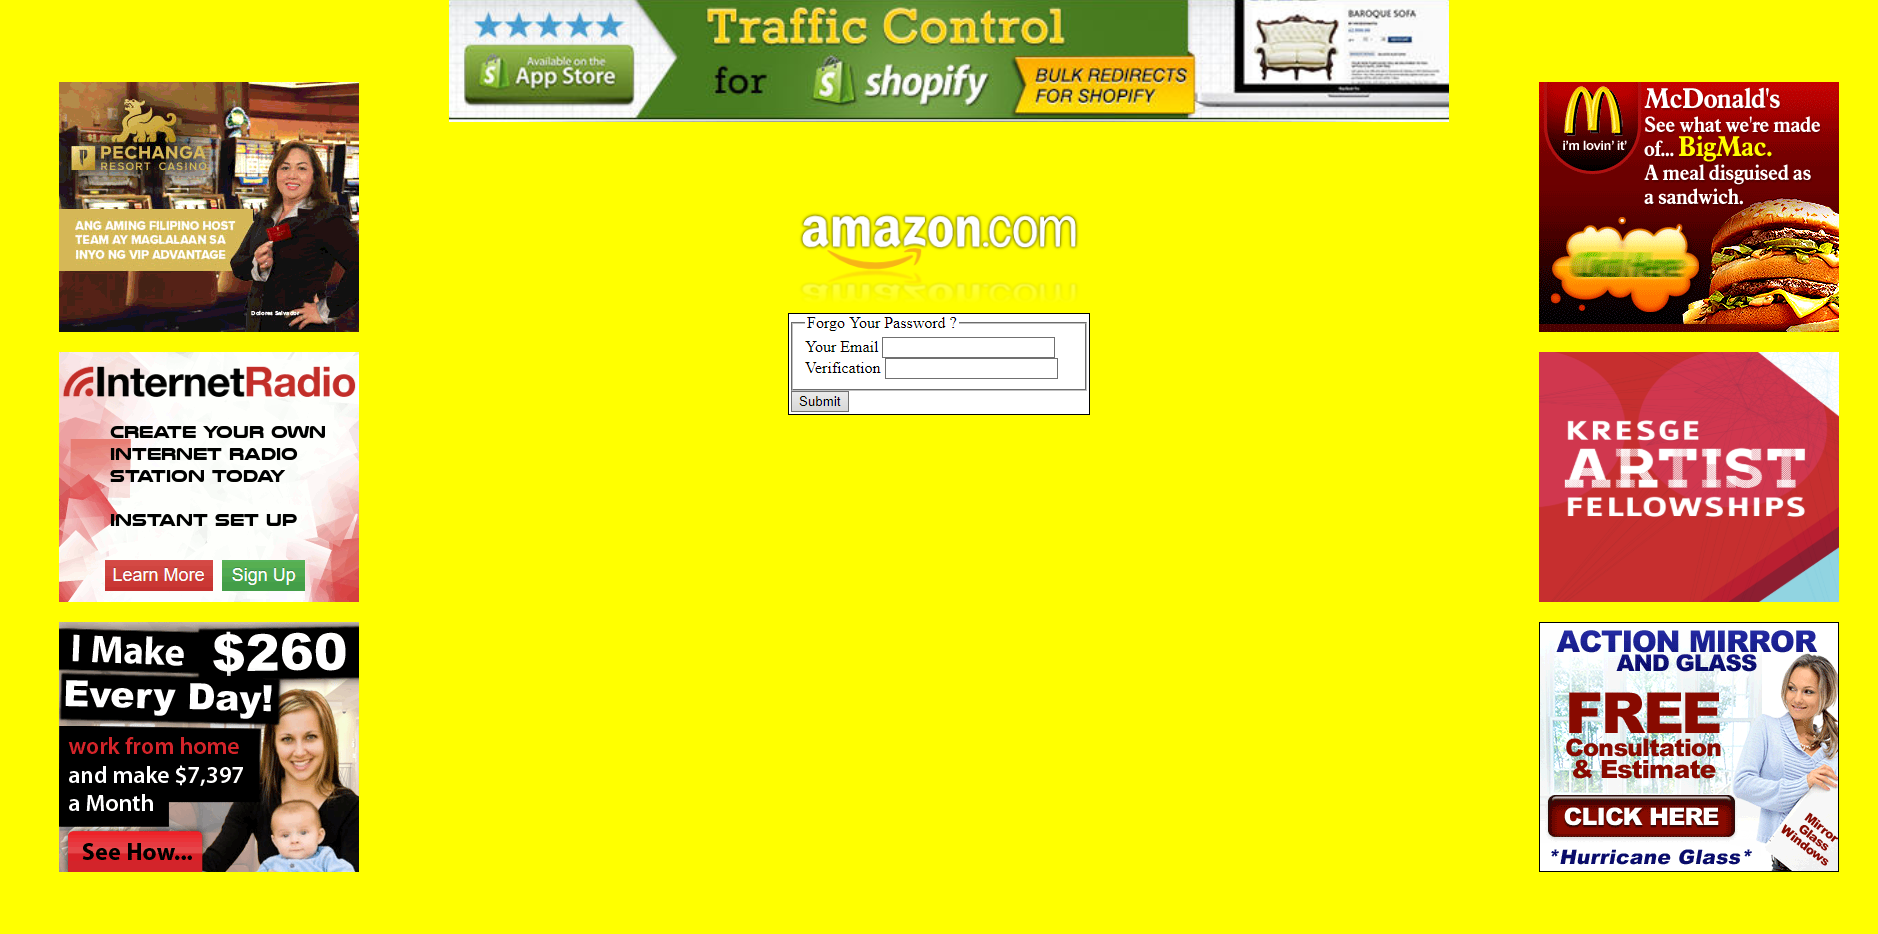 Traffic Control
Available on the
App Store
for shopify
BULK REDIRECTS
FOR SHOPIFY
BAROQUE SOFA
PECHANGA
RESORT CASINO
ANG AMING FILIPINO HOST
TEAM AY MAGLALAAN SA
INYO NG VIP ADVANTAGE
Dolores Salvador
InternetRadio
CREATE YOUR OWN
INTERNET RADIO
STATION TODAY
INSTANT SET UP
Learn More
Sign Up
I Make $260
Every Day!
work from home
and make $7,397
a Month
See How...
amazon.com
Forgo Your Password ?
Your Email
Verification
Submit
McDonald's
i'm lovin' it'
See what we're made
of... BigMac.
A meal disguised as
a sandwich.
KRESGE
ARTIST
FELLOWSHIPS
ACTION MIRROR
AND GLASS
FREE
Consultation
& Estimate
CLICK HERE
*Hurricane Glass*
Mirror
Glass
Windows